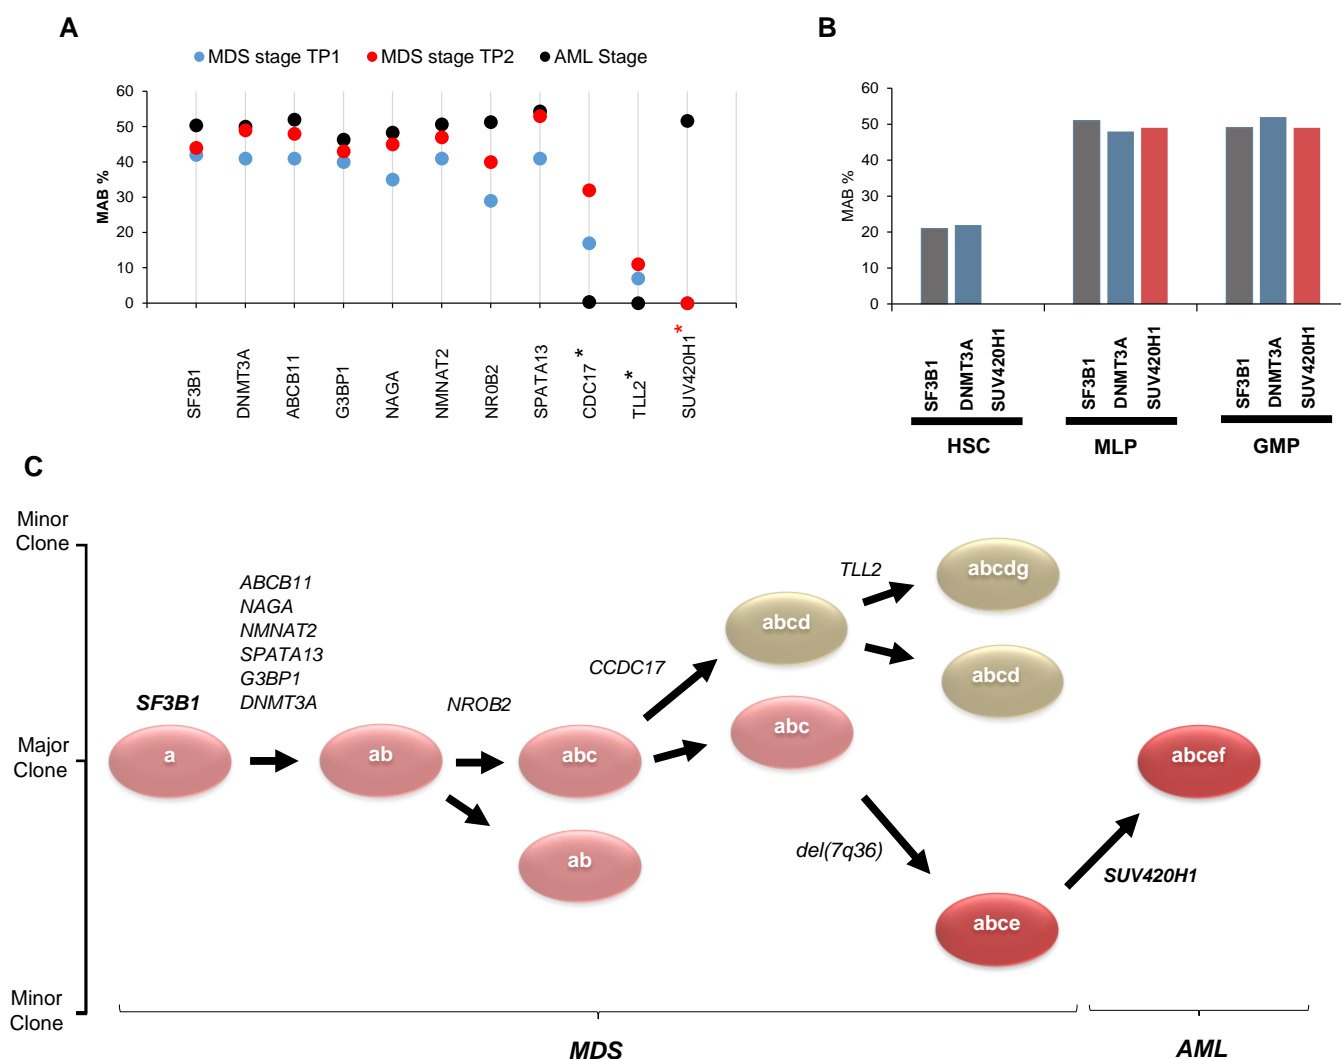 A
MDS stage TP1
MDS stage TP2
AML Stage
MAB %
60
50
40
30
20
10
0
SF3B1
DNMT3A
ABCB11
G3BP1
NAGA
NMNAT2
NR0B2
SPATA13
CDC17*
TLL2*
SUV420H1*
B
MAB %
60
50
40
30
20
10
0
SF3B1
DNMT3A
SUV420H1
SF3B1
DNMT3A
SUV420H1
SF3B1
DNMT3A
SUV420H1
HSC
MLP
GMP
C
Minor
Clone
Major
Clone
Minor
Clone
SF3B1
a
ABCB11
NAGA
NMNAT2
SPATA13
G3BP1
DNMT3A
ab
NROB2
abc
ab
CCDC17
abcd
abc
TLL2
abcdg
abcd
del(7q36)
abce
SUV420H1
abcef
MDS
AML